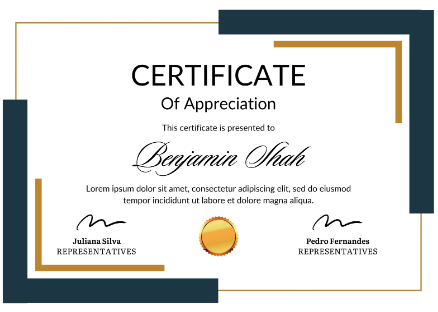 CERTIFICATE
Of Appreciation
This certificate is presented to
Benjamin Shah
Lorem ipsum dolor sit amet, consectetur adipiscing elit, sed do eiusmod
tempor incididunt ut labore et dolore magna aliqua.
Juliana Silva
REPRESENTATIVES
Pedro Fernandes
REPRESENTATIVES